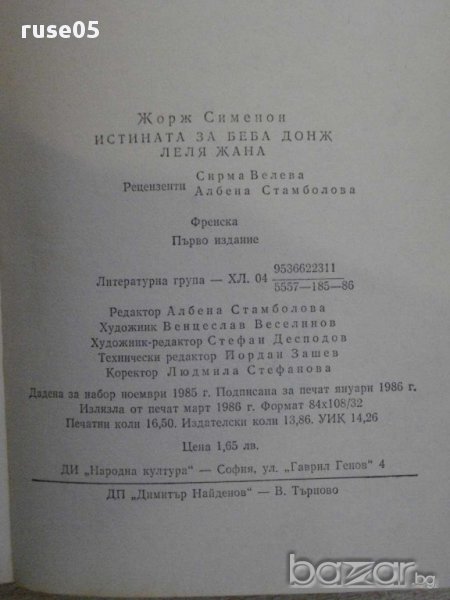 ruse05
Жорж Сименон
ИСТИНАТА ЗА БЕБА ДОНЖ
ЛЕЛЯ ЖАНА
Рецензенти Сирма Велева
Албена Стамболова
Френска
Първо издание
Литературна група — ХЛ. 04 9536622311
5557—185—86
Редактор Албена Стамболова
Художник Венцеслав Веселинов
Художник-редактор Стефан Десподов
Технически редактор Йордан Зашев
Коректор Людмила Стефанова
Дадена за набор ноември 1985 г. Подписана за печат януари 1986 г.
Излязла от печат март 1986 г. Формат 84х108/32
Печатни коли 16,50. Издателски коли 13,86. УИК 14,26
Цена 1,65 лв.
ДИ „Народна култура" — София, ул. „Гаврил Генов" 4
ДП „Димитър Найденов" — В. Търново
bazar.bg